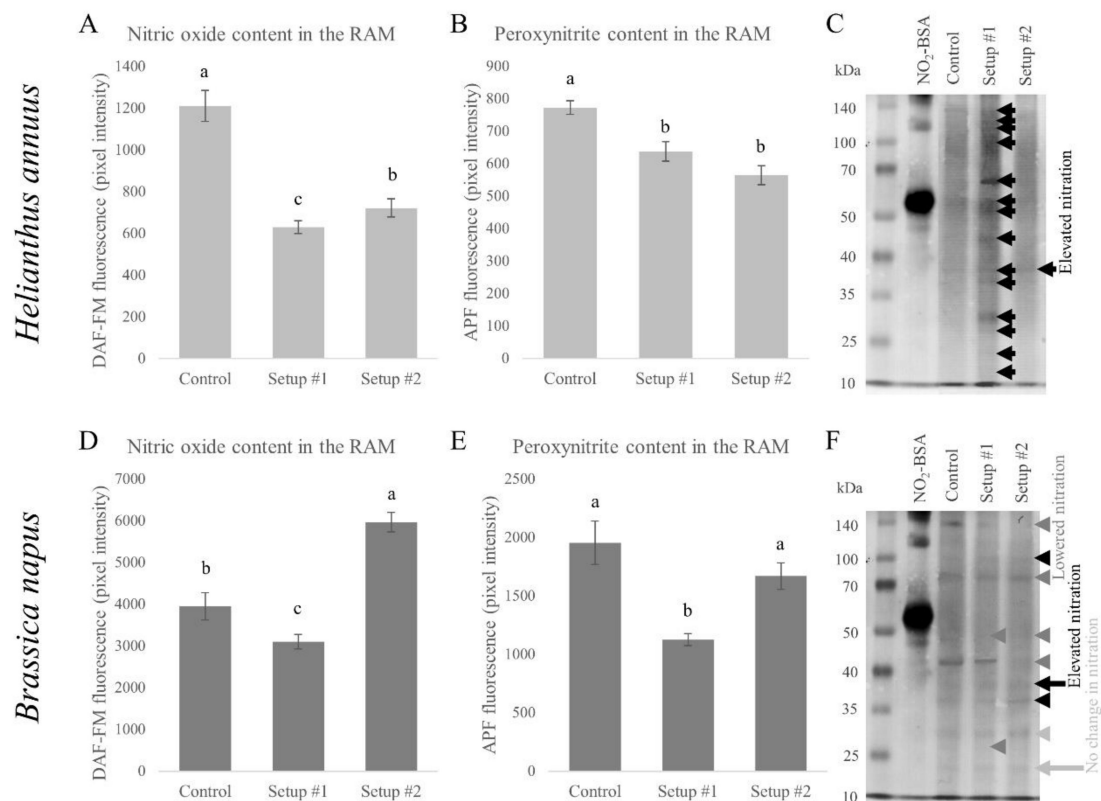 Helianthus annuus
A
Nitric oxide content in the RAM
DAF-FM fluorescence (pixel intensity)
1400
1200
1000
800
600
400
200
0
a
c
b
Control
Setup #1
Setup #2
B
Peroxynitrite content in the RAM
APF fluorescence (pixel intensity)
900
800
700
600
500
400
300
200
100
0
a
b
b
Control
Setup #1
Setup #2
C
kDa
NO₂-BSA
Control
Setup #1
Setup #2
140
100
70
50
40
35
25
10
Elevated nitration
Brassica napus
D
Nitric oxide content in the RAM
DAF-FM fluorescence (pixel intensity)
7000
6000
5000
4000
3000
2000
1000
0
b
c
a
Control
Setup #1
Setup #2
E
Peroxynitrite content in the RAM
APF fluorescence (pixel intensity)
2500
2000
1500
1000
500
0
a
b
a
Control
Setup #1
Setup #2
F
kDa
NO₂-BSA
Control
Setup #1
Setup #2
140
100
70
50
40
35
25
10
Lowered nitration
Elevated nitration
No change in nitration